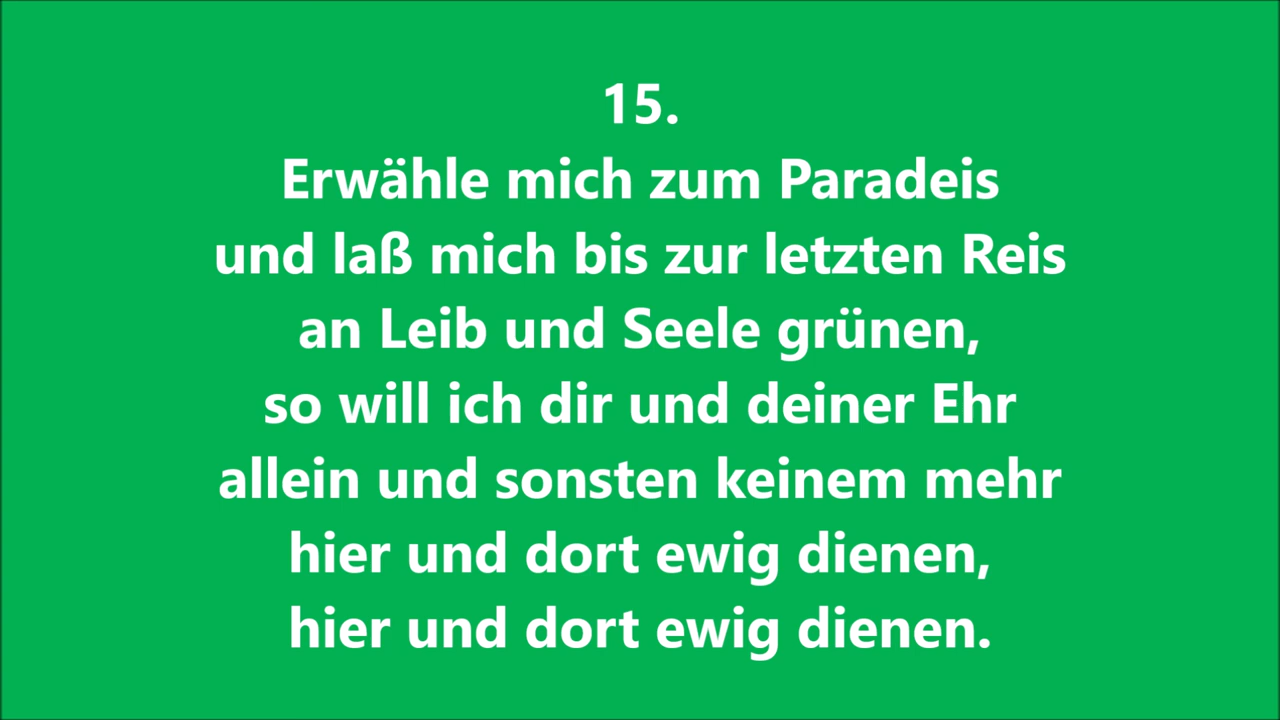 15.
Erwähle mich zum Paradeis
und laß mich bis zur letzten Reis
an Leib und Seele grünen,
so will ich dir und deiner Ehr
allein und sonsten keinem mehr
hier und dort ewig dienen,
hier und dort ewig dienen.